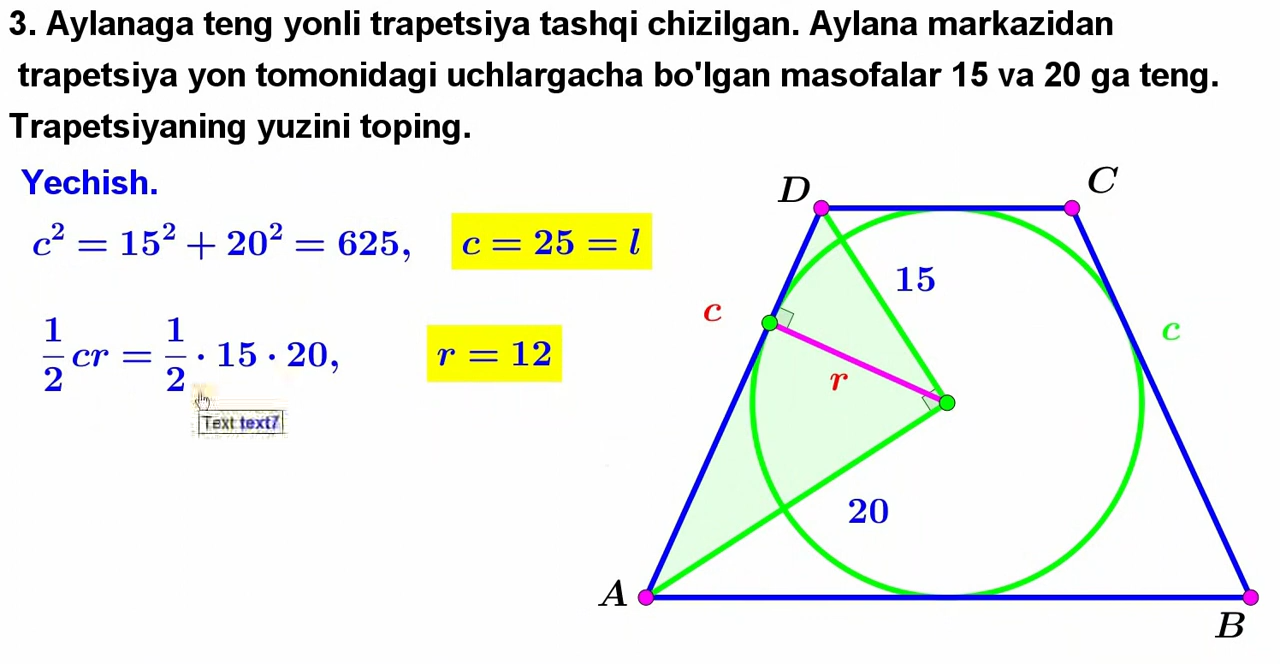 3. Aylanaga teng yonli trapetsiya tashqi chizilgan. Aylana markazidan
trapetsiya yon tomonidagi uchlargacha bo'lgan masofalar 15 va 20 ga teng.
Trapetsiyaning yuzini toping.
Yechish.
c² = 15² + 20² = 625, c = 25 = l
1/2 cr = 1/2 · 15 · 20, r = 12
Text text7
D
C
15
c
c
r
20
A
B